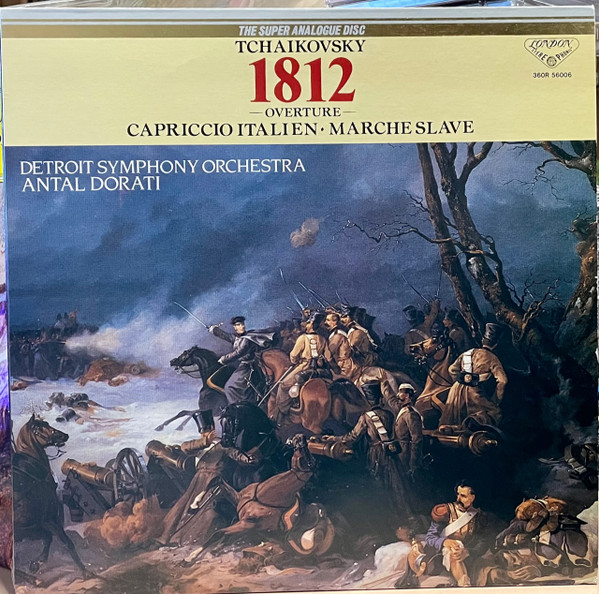 THE SUPER ANALOGUE DISC
TCHAIKOVSKY
1812
OVERTURE
CAPRICCIO ITALIEN · MARCHE SLAVE
LONDON
360R 56006
DETROIT SYMPHONY ORCHESTRA
ANTAL DORATI